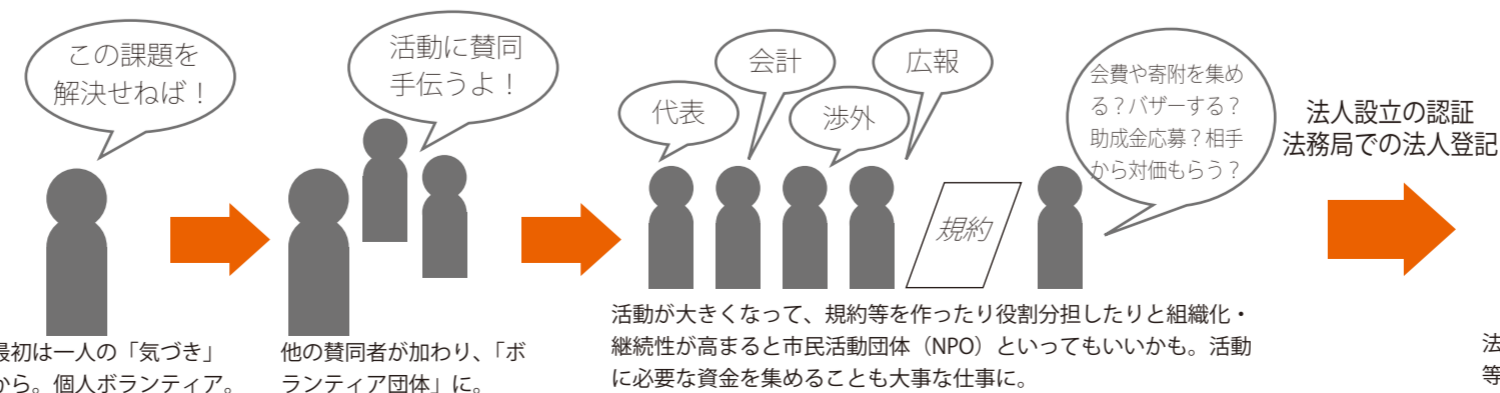 この課題を
解決せねば！
活動に賛同
手伝うよ！
代表
会計
渉外
広報
規約
会費や寄附を集め
る？バザーする？
助成金応募？相手
から対価もらう？
法人設立の認証
法務局での法人登記
最初は一人の「気づき」
から。個人ボランティア。
他の賛同者が加わり、「ボ
ランティア団体」に。
活動が大きくなって、規約等を作ったり役割分担したりと組織化・
継続性が高まると市民活動団体（NPO）といってもいいかも。活動
に必要な資金を集めることも大事な仕事に。
法
等